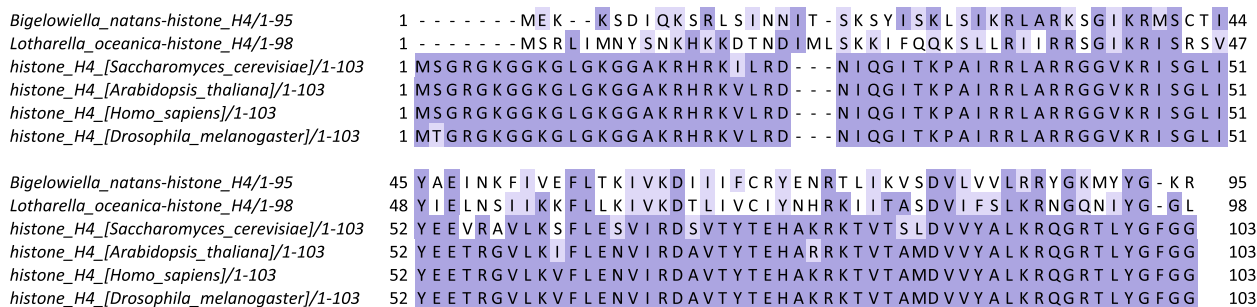 Bigelowiella_natans-histone_H4/1-95 1 - - - - - - - M E K - - K S D I Q K S R L S I N N I T - S K S Y I S K L S I K R L A R K S G I K R M S C T I 44
Lotharella_oceanica-histone_H4/1-98 1 - - - - - - - M S R L I M N Y S N K H K K D T N D I M L S K K I F Q Q K S L L R I I R R S G I K R I S R S V 47
histone_H4_[Saccharomyces_cerevisiae]/1-103 1 M S G R G K G G K G L G K G G A K R H R K I L R D - - - N I Q G I T K P A I R R L A R R G G V K R I S G L I 51
histone_H4_[Arabidopsis_thaliana]/1-103 1 M S G R G K G G K G L G K G G A K R H R K V L R D - - - N I Q G I T K P A I R R L A R R G G V K R I S G L I 51
histone_H4_[Homo_sapiens]/1-103 1 M S G R G K G G K G L G K G G A K R H R K V L R D - - - N I Q G I T K P A I R R L A R R G G V K R I S G L I 51
histone_H4_[Drosophila_melanogaster]/1-103 1 M T G R G K G G K G L G K G G A K R H R K V L R D - - - N I Q G I T K P A I R R L A R R G G V K R I S G L I 51
Bigelowiella_natans-histone_H4/1-95 45 Y A E I N K F I V E F L T K I V K D I I I F C R Y E N R T L I K V S D V L V V L R R Y G K M Y Y G - K R 95
Lotharella_oceanica-histone_H4/1-98 48 Y I E L N S I I K K F L L K I V K D T L I V C I Y N H R K I I T A S D V I F S L K R N G Q N I Y G - G L 98
histone_H4_[Saccharomyces_cerevisiae]/1-103 52 Y E E V R A V L K S F L E S V I R D S V T Y T E H A K R K T V T S L D V V Y A L K R Q G R T L Y G F G G 103
histone_H4_[Arabidopsis_thaliana]/1-103 52 Y E E T R G V L K I F L E N V I R D A V T Y T E H A R R K T V T A M D V V Y A L K R Q G R T L Y G F G G 103
histone_H4_[Homo_sapiens]/1-103 52 Y E E T R G V L K V F L E N V I R D A V T Y T E H A K R K T V T A M D V V Y A L K R Q G R T L Y G F G G 103
histone_H4_[Drosophila_melanogaster]/1-103 52 Y E E T R G V L K V F L E N V I R D A V T Y T E H A K R K T V T A M D V V Y A L K R Q G R T L Y G F G G 103